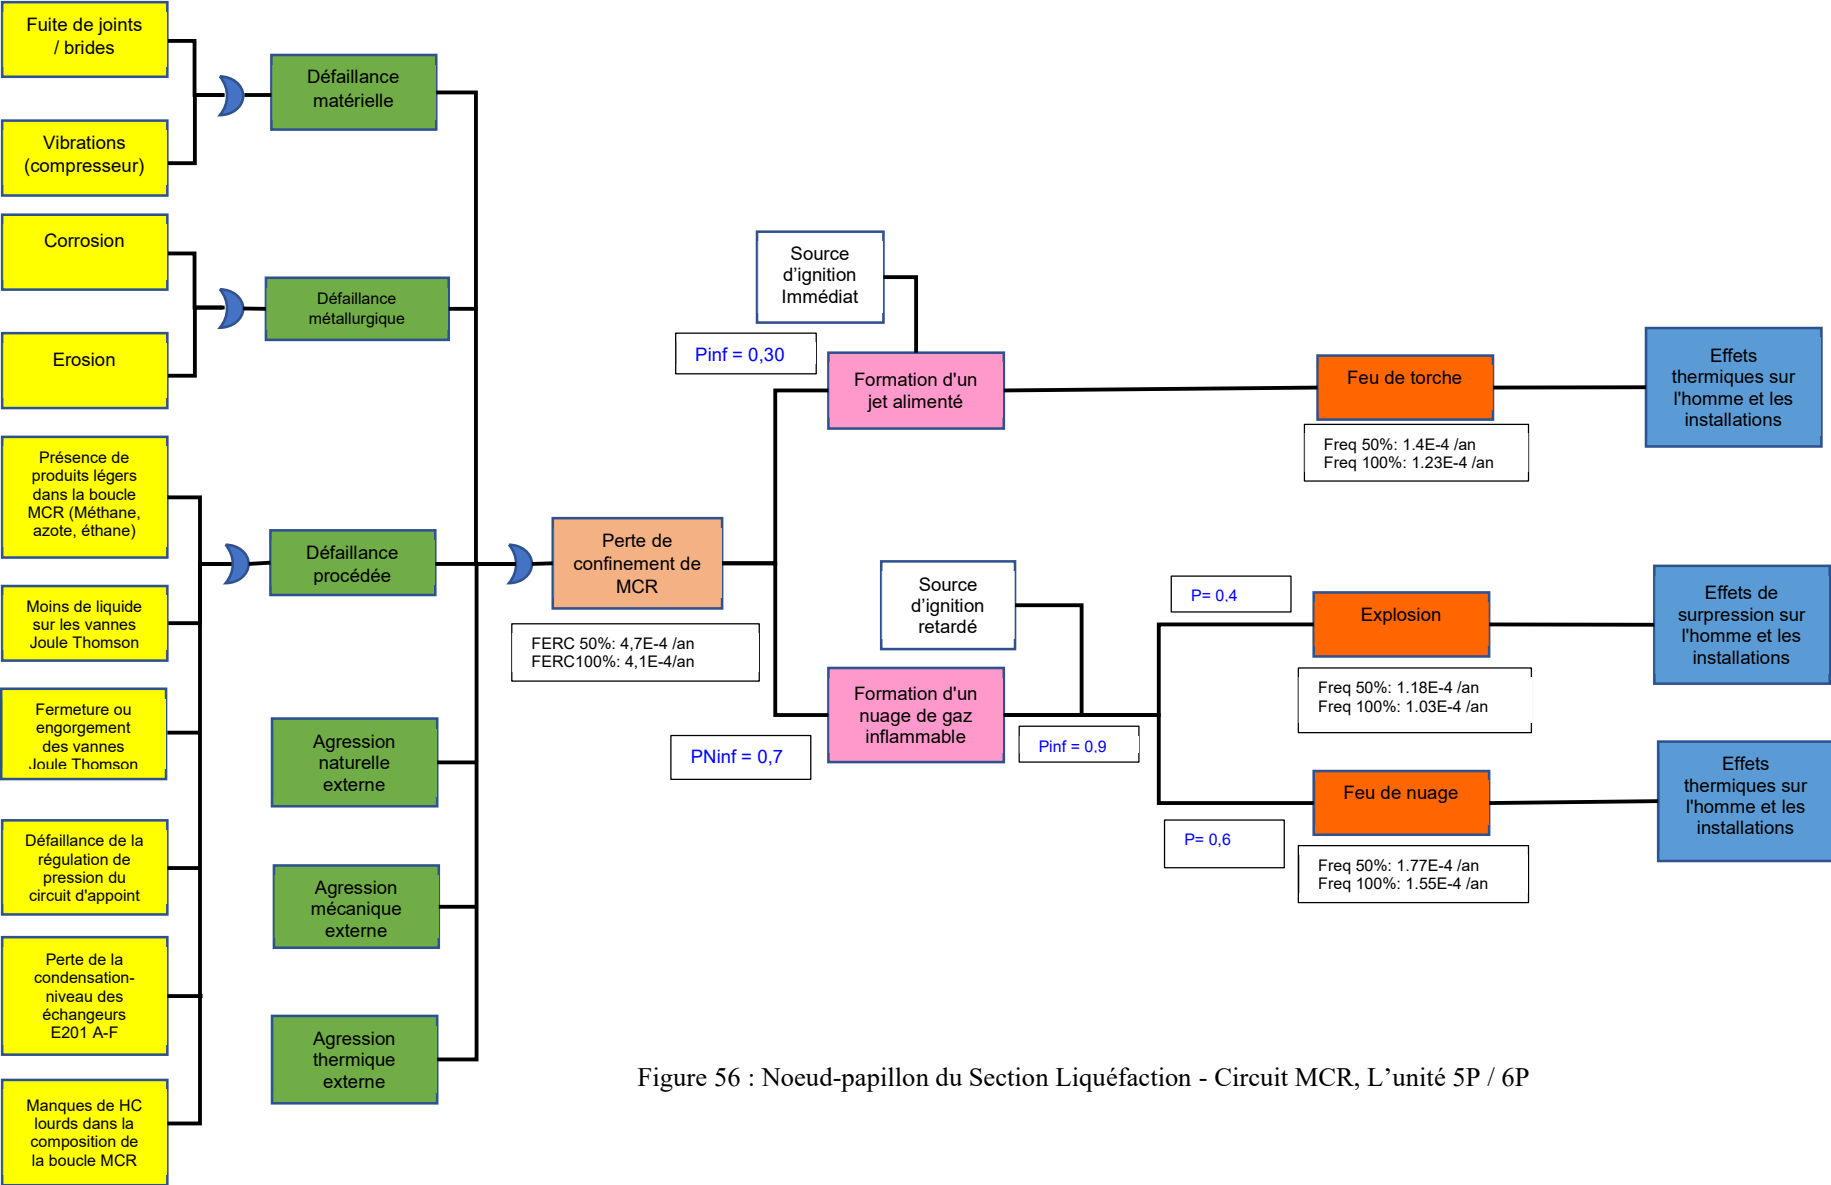 Fuite de joints
/ brides
Vibrations
(compresseur)
Corrosion
Erosion
Présence de
produits légers
dans la boucle
MCR (Méthane,
azote, éthane)
Moins de liquide
sur les vannes
Joule Thomson
Fermeture ou
engorgement
des vannes
Joule Thomson
Défaillance de la
régulation de
pression du
circuit d'appoint
Perte de la
condensation-
niveau des
échangeurs
E201 A-F
Manques de HC
lourds dans la
composition de
la boucle MCR
Défaillance
matérielle
Défaillance
métallurgique
Défaillance
procédée
Agression
naturelle
externe
Agression
mécanique
externe
Agression
thermique
externe
Perte de
confinement de
MCR
FERC 50%: 4,7E-4 /an
FERC100%: 4,1E-4/an
Source
d’ignition
Immédiat
Pinf = 0,30
Formation d'un
jet alimenté
Feu de torche
Freq 50%: 1.4E-4 /an
Freq 100%: 1.23E-4 /an
Effets
thermiques sur
l'homme et les
installations
Source
d’ignition
retardé
Formation d'un
nuage de gaz
inflammable
PNinf = 0,7
Pinf = 0,9
P= 0.4
Explosion
Freq 50%: 1.18E-4 /an
Freq 100%: 1.03E-4 /an
Effets de
surpression sur
l'homme et les
installations
Feu de nuage
P= 0,6
Freq 50%: 1.77E-4 /an
Freq 100%: 1.55E-4 /an
Effets
thermiques sur
l'homme et les
installations
Figure 56 : Noeud-papillon du Section Liquéfaction - Circuit MCR, L’unité 5P / 6P